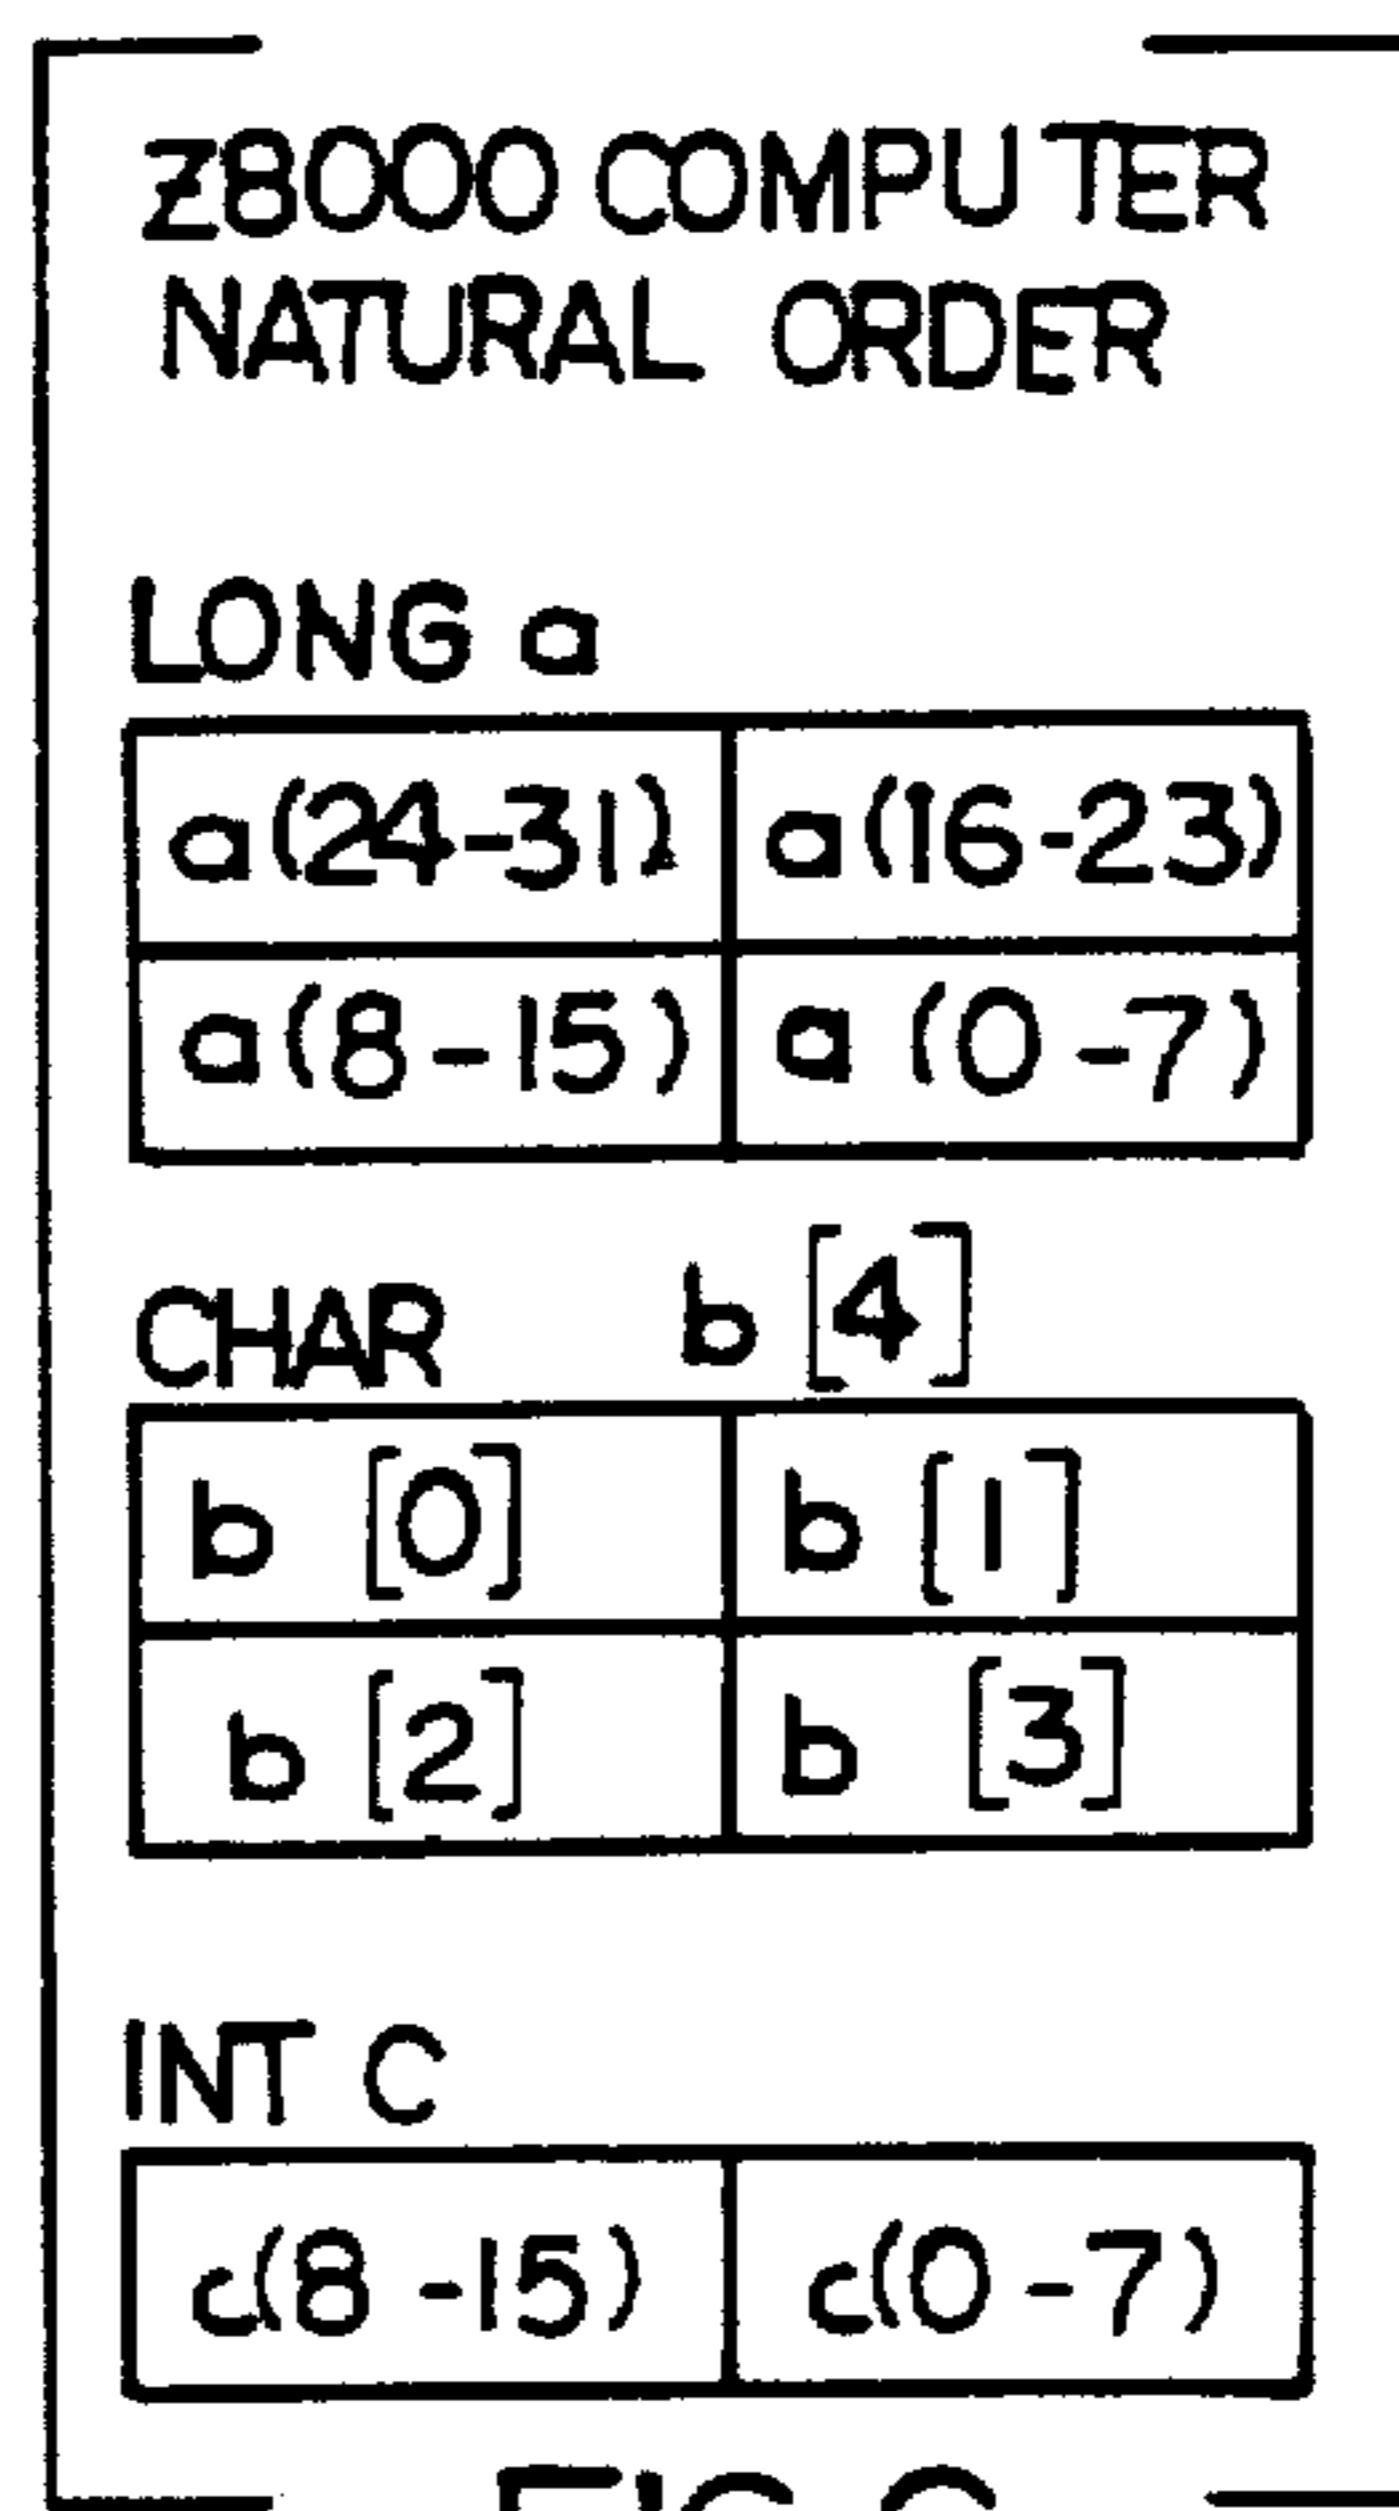 Z8000 COMPUTER
NATURAL ORDER
LONG a
a(24-31) a(16-23)
a(8-15) a(0-7)
CHAR b[4]
b[0] b[1]
b[2] b[3]
INT C
c(8-15) c(0-7)